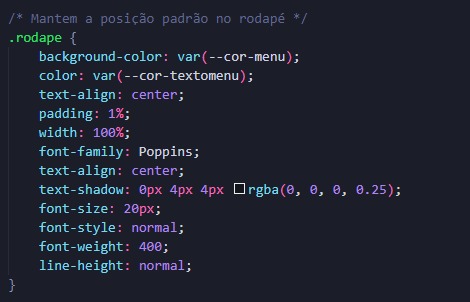 /* Mantem a posição padrão no rodapé */
.rodape {
    background-color: var(--cor-menu);
    color: var(--cor-textomenu);
    text-align: center;
    padding: 1%;
    width: 100%;
    font-family: Poppins;
    text-align: center;
    text-shadow: 0px 4px 4px rgba(0, 0, 0, 0.25);
    font-size: 20px;
    font-style: normal;
    font-weight: 400;
    line-height: normal;
}